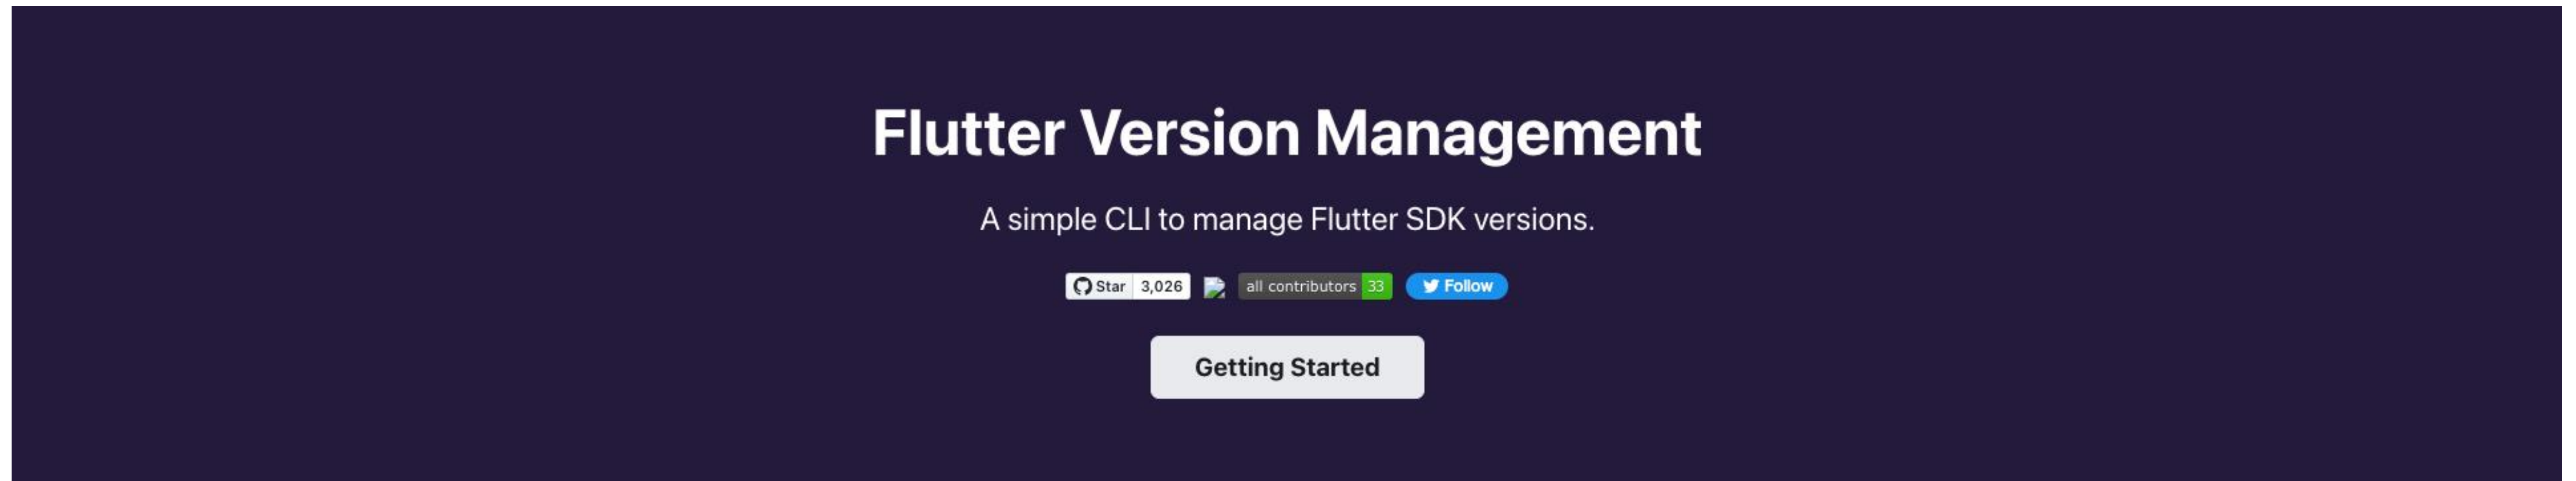 Flutter Version Management
A simple CLI to manage Flutter SDK versions.
Star 3,026 all contributors 33 Follow
Getting Started